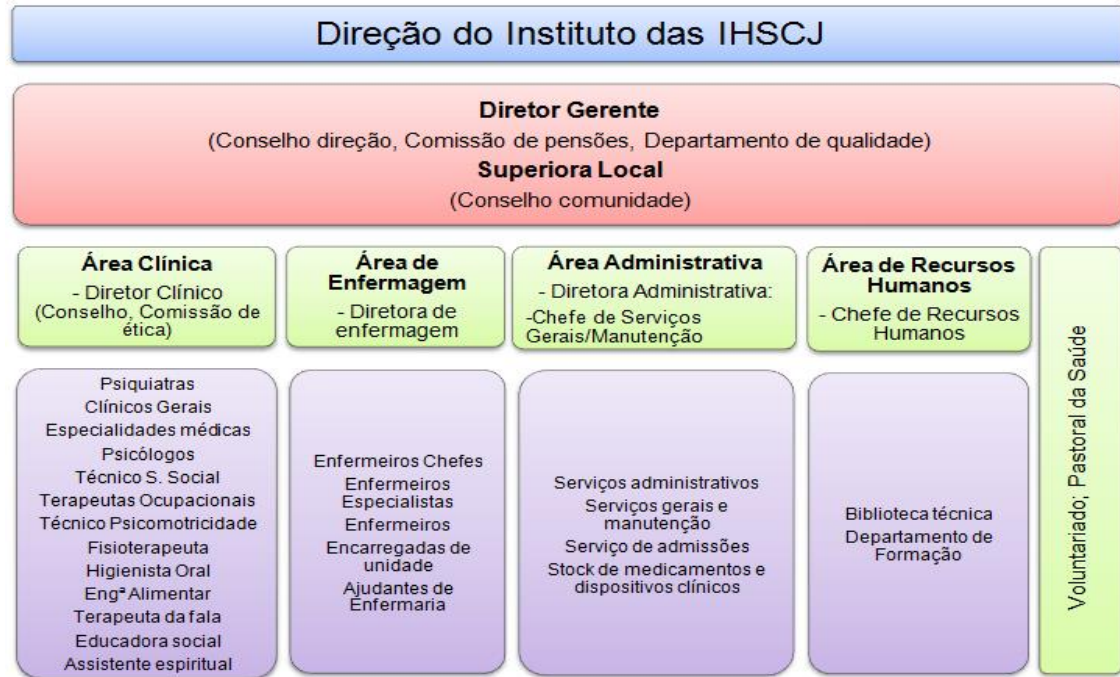 Direção do Instituto das IHSCJ
Diretor Gerente
(Conselho direção, Comissão de pensões, Departamento de qualidade)
Superiora Local
(Conselho comunidade)
Área Clínica
- Diretor Clínico
(Conselho, Comissão de
ética)
Área de
Enfermagem
- Diretora de
enfermagem
Área Administrativa
- Diretora Administrativa:
-Chefe de Serviços
Gerais/Manutenção
Área de Recursos
Humanos
- Chefe de Recursos
Humanos
Voluntariado; Pastoral da Saúde
Psiquiatras
Clínicos Gerais
Especialidades médicas
Psicólogos
Técnico S. Social
Terapeutas Ocupacionais
Técnico Psicomotricidade
Fisioterapeuta
Higienista Oral
Engª Alimentar
Terapeuta da fala
Educadora social
Assistente espiritual
Enfermeiros Chefes
Enfermeiros
Especialistas
Enfermeiros
Encarregadas de
unidade
Ajudantes de
Enfermaria
Serviços administrativos
Serviços gerais e
manutenção
Serviço de admissões
Stock de medicamentos e
dispositivos clínicos
Biblioteca técnica
Departamento de
Formação